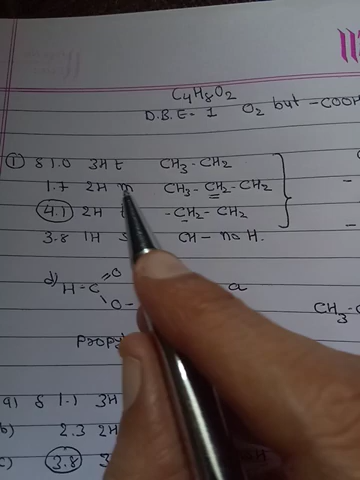 C4H8O2
D.B.E- 1 O2 but -COOH
① δ 1.0 3H t CH3-CH2
1.7 2H m CH3-CH2-CH2
4.1 2H -CH2-CH2
3.8 1H S CH- no H.
d) H-C O
O- a
CH3-
a) δ 1.1 3H
b) 2.3 2H
c) 3.8 3